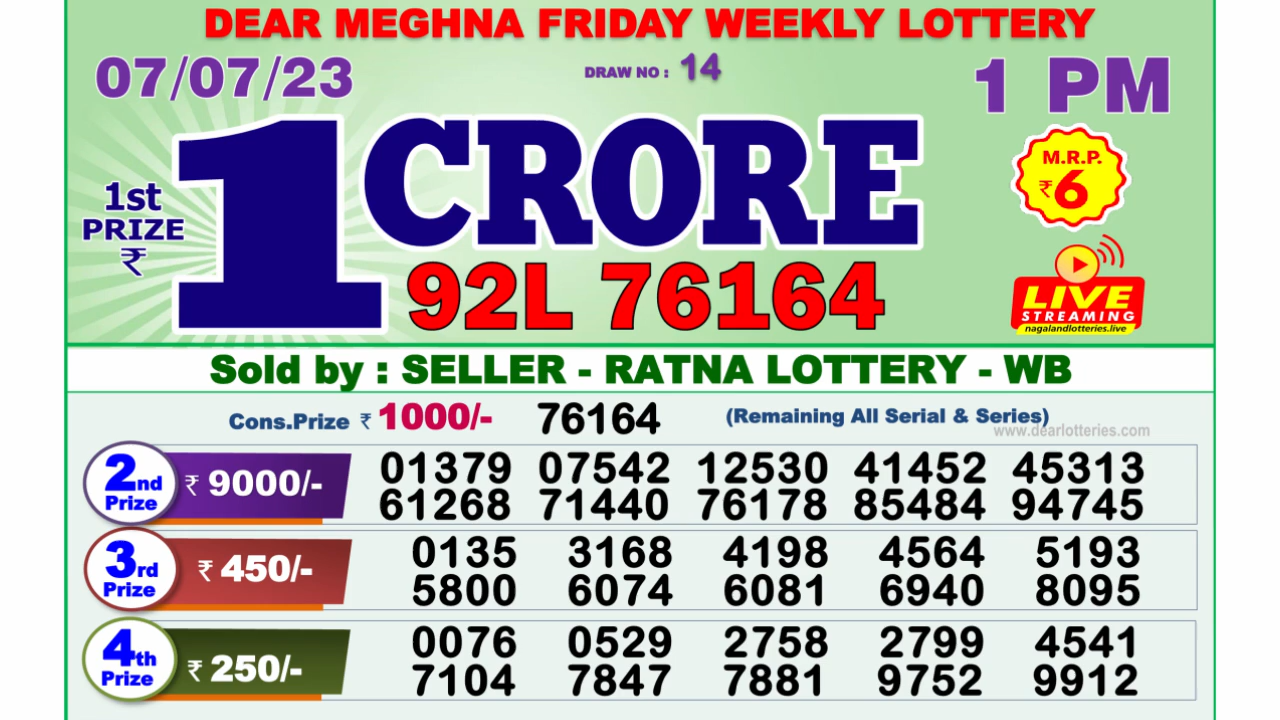 DEAR MEGHNA FRIDAY WEEKLY LOTTERY
07/07/23
DRAW NO : 14
1 PM
1st
PRIZE
₹
1 CRORE
92L 76164
M.R.P.
₹6
LIVE
STREAMING
nagalandlotteries.live
Sold by : SELLER - RATNA LOTTERY - WB
Cons.Prize ₹ 1000/- 76164 (Remaining All Serial & Series)
www.dearlotteries.com
2nd
Prize
₹ 9000/-
01379 07542 12530 41452 45313
61268 71440 76178 85484 94745
3rd
Prize
₹ 450/-
0135 3168 4198 4564 5193
5800 6074 6081 6940 8095
4th
Prize
₹ 250/-
0076 0529 2758 2799 4541
7104 7847 7881 9752 9912